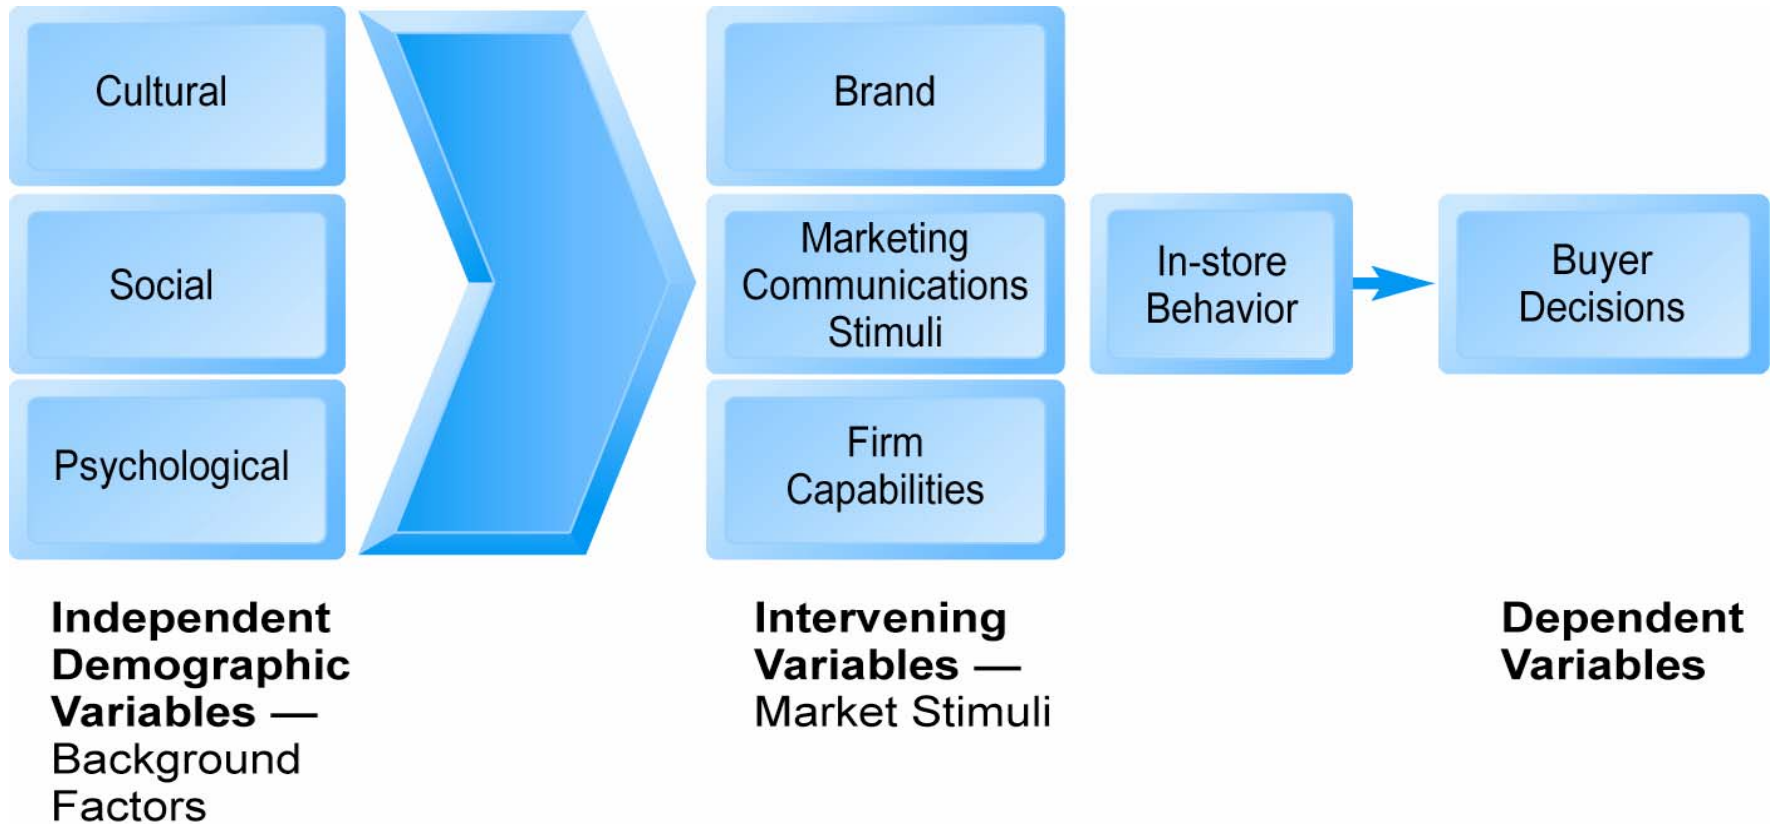 Cultural
Social
Psychological
Brand
Marketing
Communications
Stimuli
Firm
Capabilities
In-store
Behavior
Buyer
Decisions
Independent
Demographic
Variables —
Background
Factors
Intervening
Variables —
Market Stimuli
Dependent
Variables